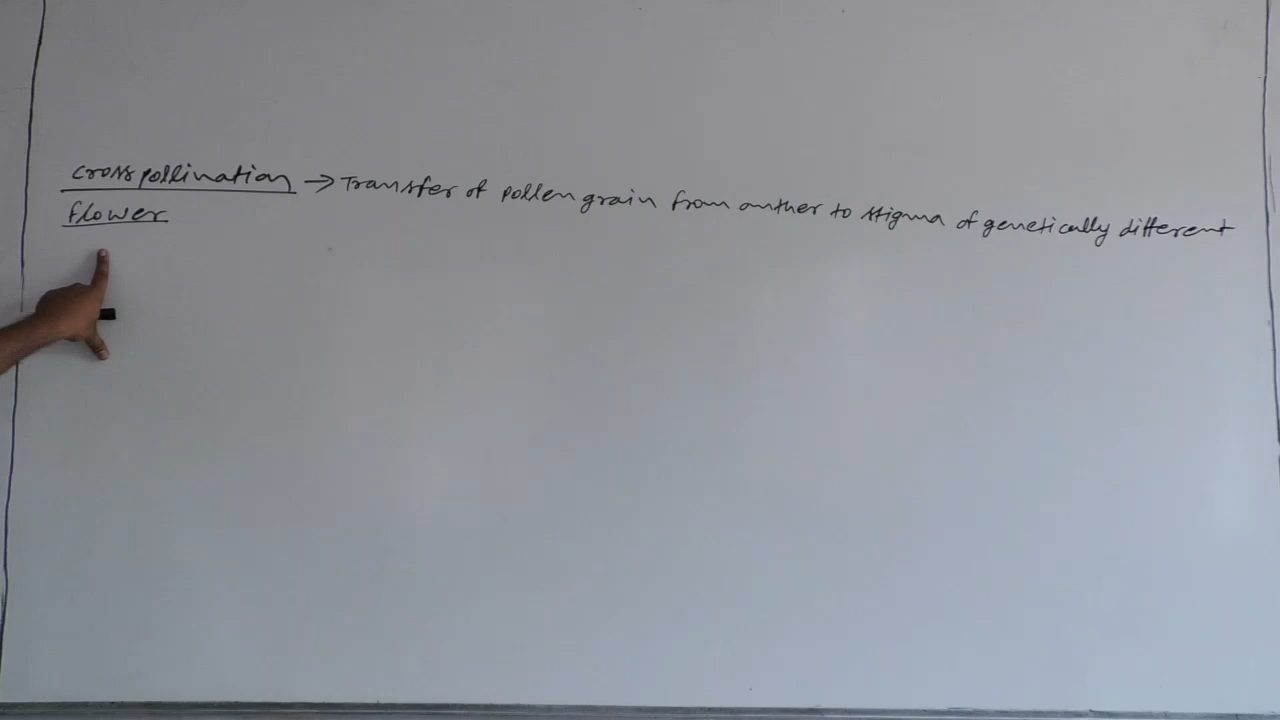 cross pollination → Transfer of pollen grain from anther to stigma of genetically different
flower